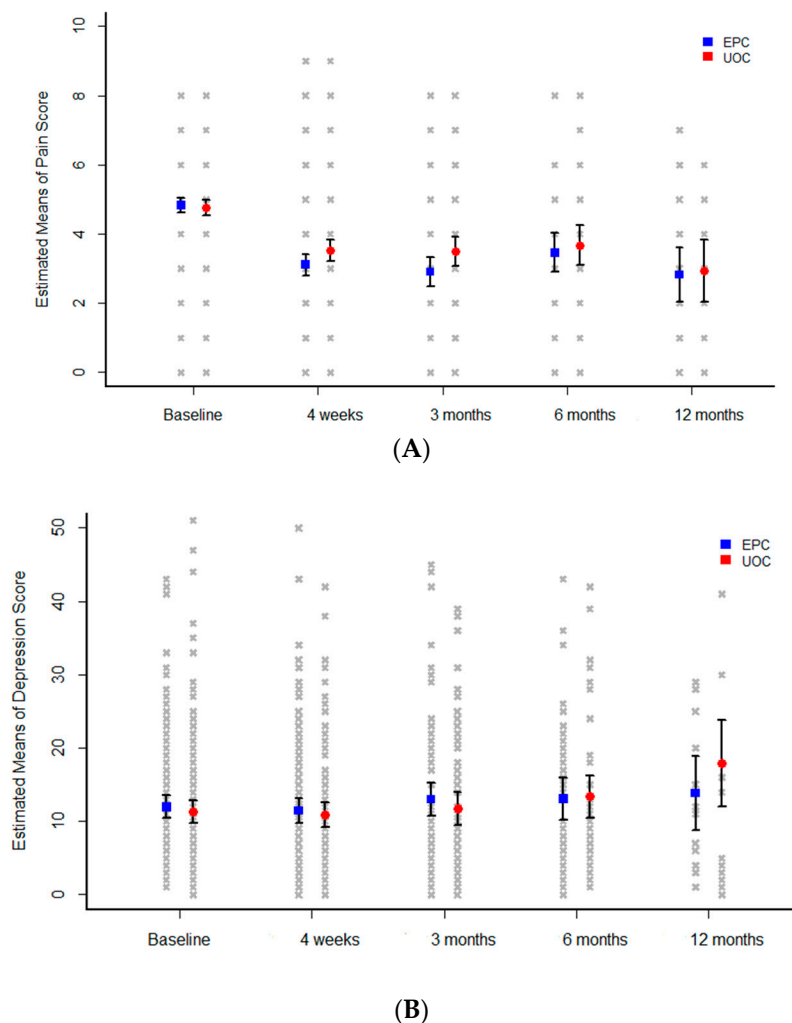 10
8
6
4
2
0
Estimated Means of Pain Score
EPC
UOC
Baseline
4 weeks
3 months
6 months
12 months
(A)
50
40
30
20
10
0
Estimated Means of Depression Score
EPC
UOC
Baseline
4 weeks
3 months
6 months
12 months
(B)